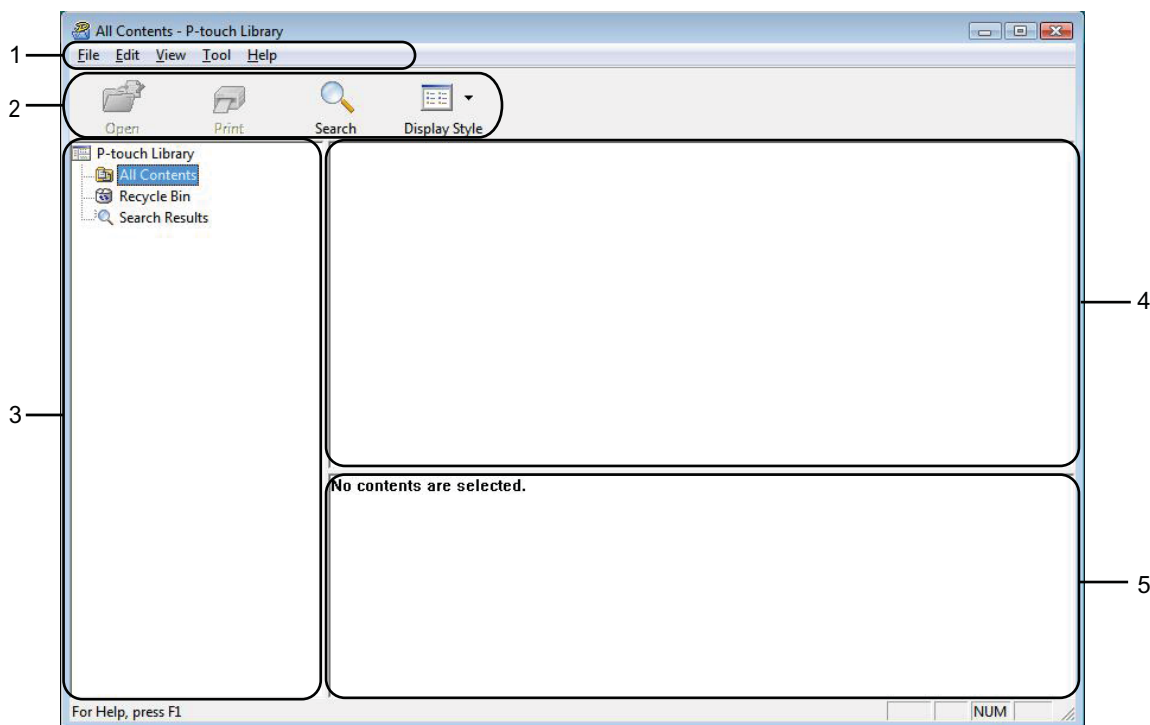 All Contents - P-touch Library
1
File Edit View Tool Help
2
Open Print Search Display Style
P-touch Library
All Contents
Recycle Bin
Search Results
3
4
No contents are selected.
5
For Help, press F1 NUM